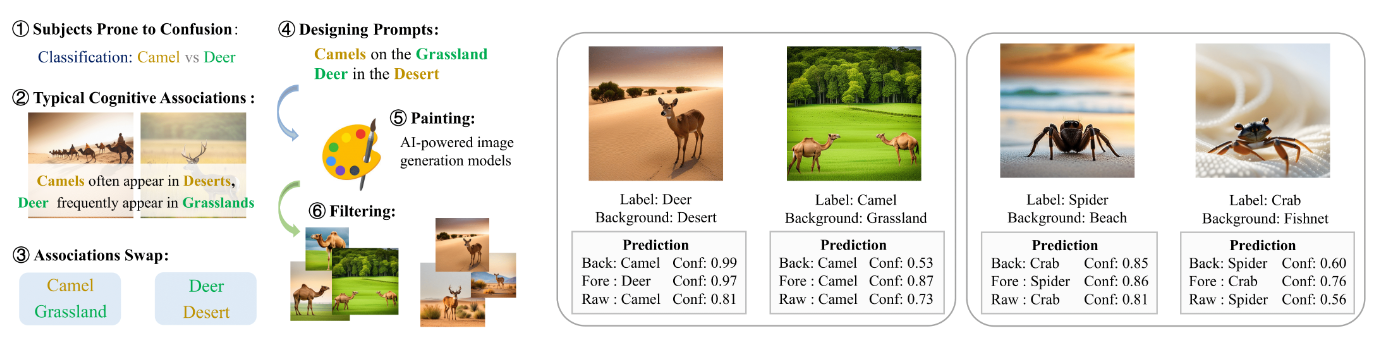 ① Subjects Prone to Confusion:
Classification: Camel vs Deer
② Typical Cognitive Associations :
Camels often appear in Deserts,
Deer frequently appear in Grasslands
③ Associations Swap:
Camel
Grassland
Deer
Desert
④ Designing Prompts:
Camels on the Grassland
Deer in the Desert
⑤ Painting:
AI-powered image
generation models
⑥ Filtering:
Label: Deer
Background: Desert
Prediction
Back: Camel Conf: 0.99
Fore : Deer Conf: 0.97
Raw : Camel Conf: 0.81
Label: Camel
Background: Grassland
Prediction
Back: Camel Conf: 0.53
Fore : Camel Conf: 0.87
Raw : Camel Conf: 0.73
Label: Spider
Background: Beach
Prediction
Back: Crab Conf: 0.85
Fore : Spider Conf: 0.86
Raw : Crab Conf: 0.81
Label: Crab
Background: Fishnet
Prediction
Back: Spider Conf: 0.60
Fore : Crab Conf: 0.76
Raw : Spider Conf: 0.56